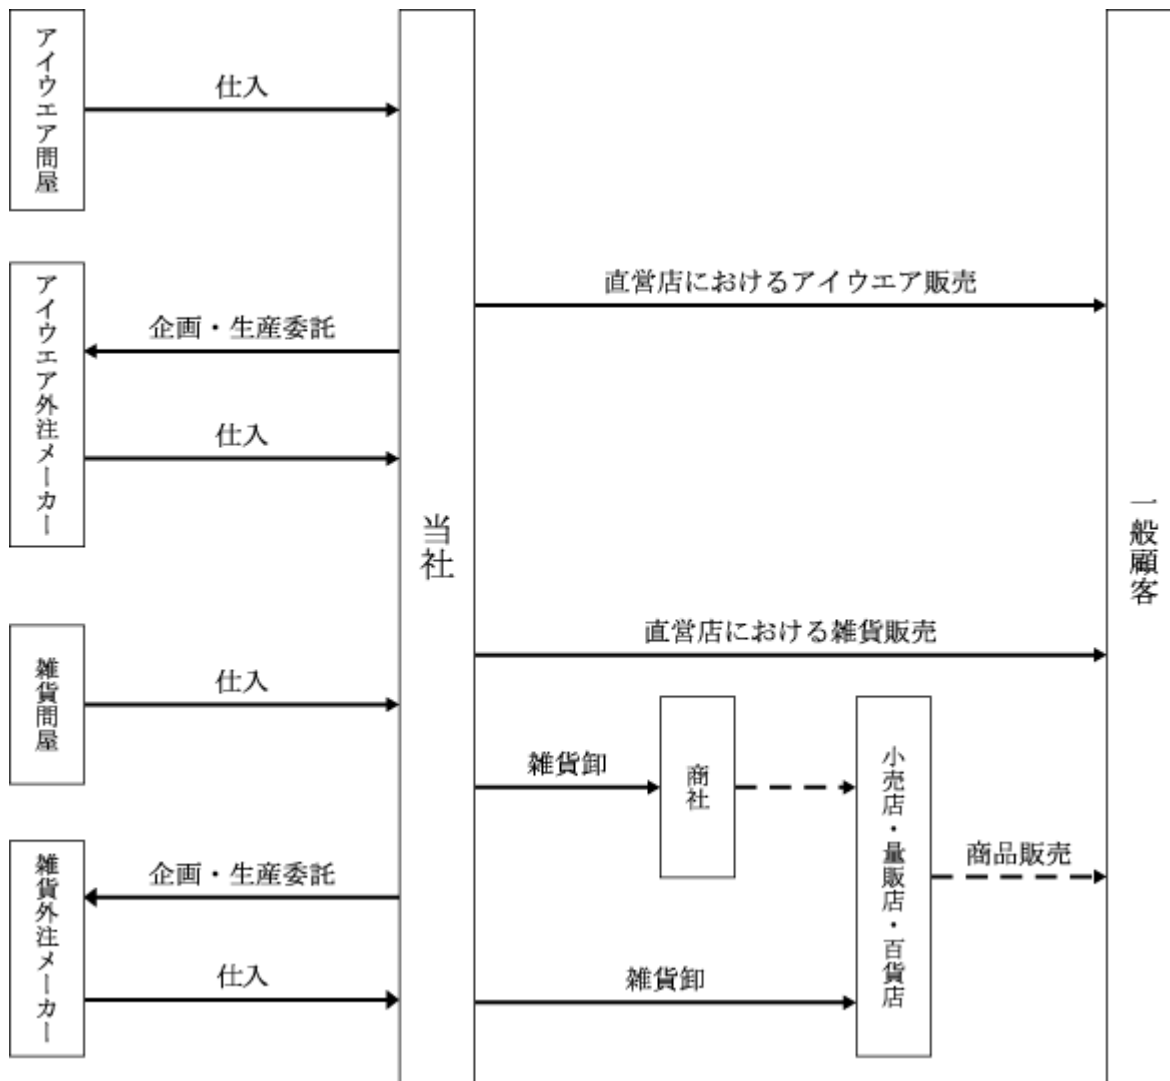 アイウエア問屋
仕入
直営店におけるアイウエア販売
アイウエア外注メーカー
企画・生産委託
仕入
当社
一般顧客
直営店における雑貨販売
雑貨問屋
仕入
雑貨卸
商社
小売店・量販店・百貨店
商品販売
雑貨外注メーカー
企画・生産委託
仕入
雑貨卸